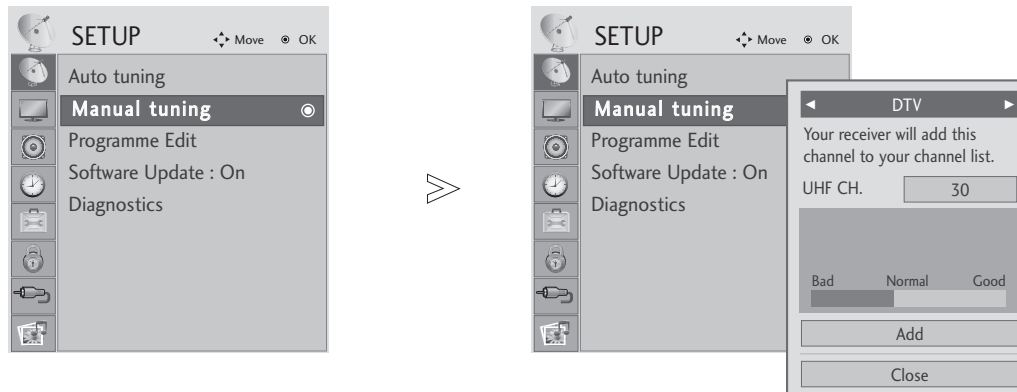 SETUP
Move OK
Auto tuning
Manual tuning
Programme Edit
Software Update : On
Diagnostics
SETUP
Move OK
Auto tuning
Manual tuning
Programme Edit
Software Update : On
Diagnostics
◄ DTV ►
Your receiver will add this
channel to your channel list.
UHF CH. 30
Bad Normal Good
Add
Close